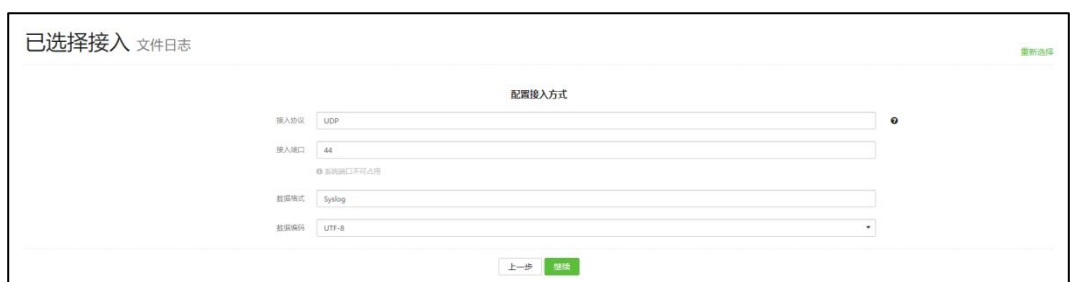 已选择接入 文件日志
重新选择
配置接入方式
接入协议 UDP
接入端口 44
系统端口不可占用
数据格式 Syslog
数据编码 UTF-8
上一步 继续